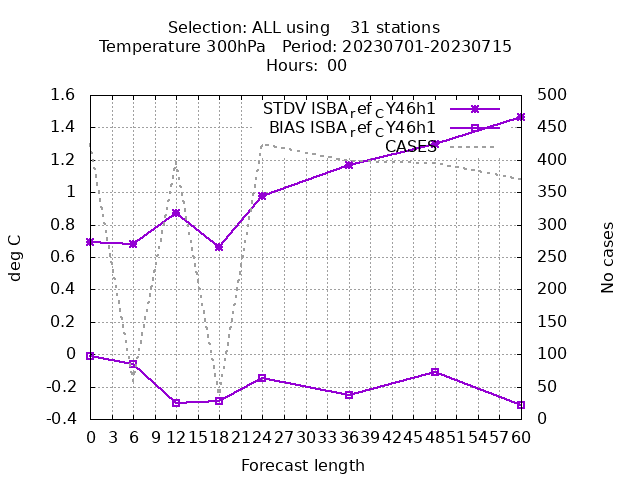 Selection: ALL using    31 stations
Temperature 300hPa   Period: 20230701-20230715
Hours: 00
STDV ISBA_ref_CY46h1
BIAS ISBA_ref_CY46h1
CASES
1.6
1.4
1.2
1
0.8
0.6
0.4
0.2
0
-0.2
-0.4
deg C
500
450
400
350
300
250
200
150
100
50
0
No cases
0 3 6 9 12 15 18 21 24 27 30 33 36 39 42 45 48 51 54 57 60
Forecast length